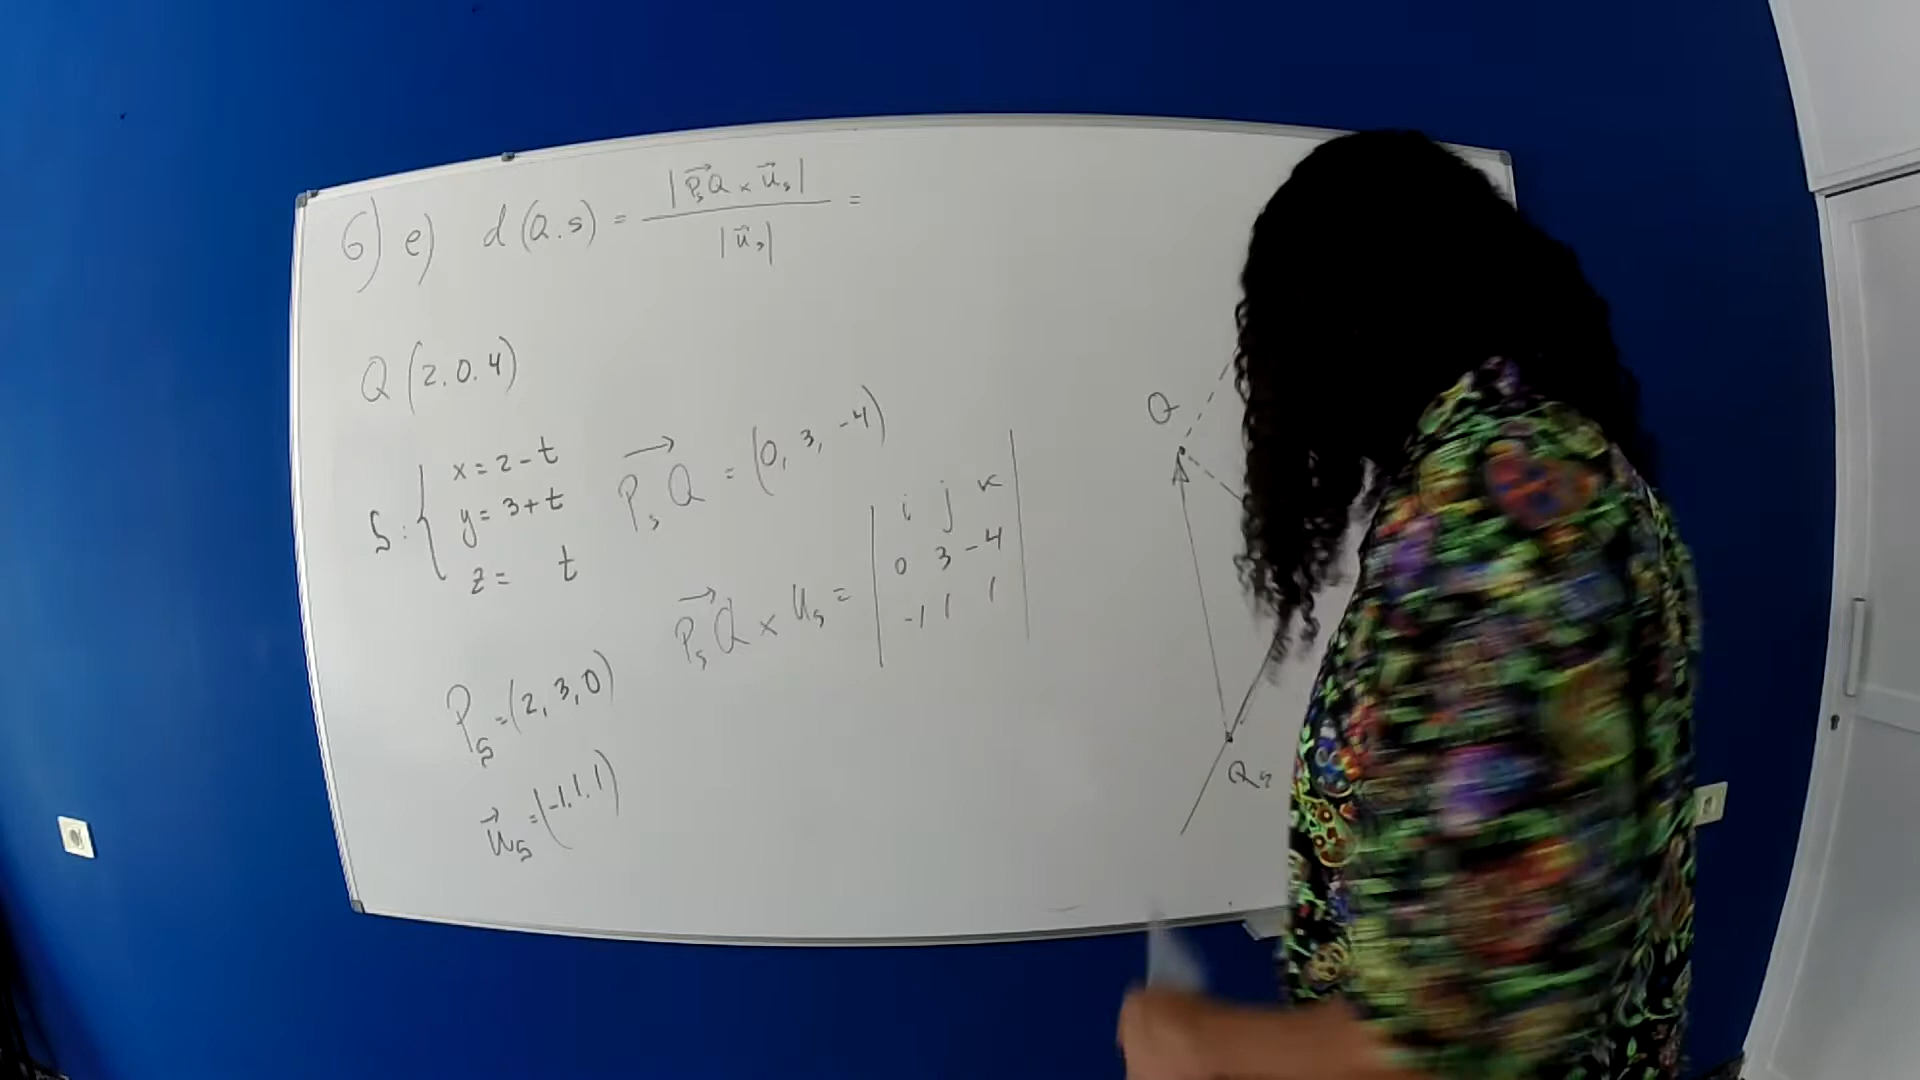 6) e) d(Q.s) = |P⃗sQ × u⃗s| / |u⃗s| =
Q (2.0.4)
S: { x = 2 - t
y = 3 + t
z = t
P⃗sQ = (0, 3, -4)
P⃗sQ × us = | i j k
0 3 -4
-1 1 1 |
Ps = (2, 3, 0)
u⃗s = (-1.1.1)
Q
Qs